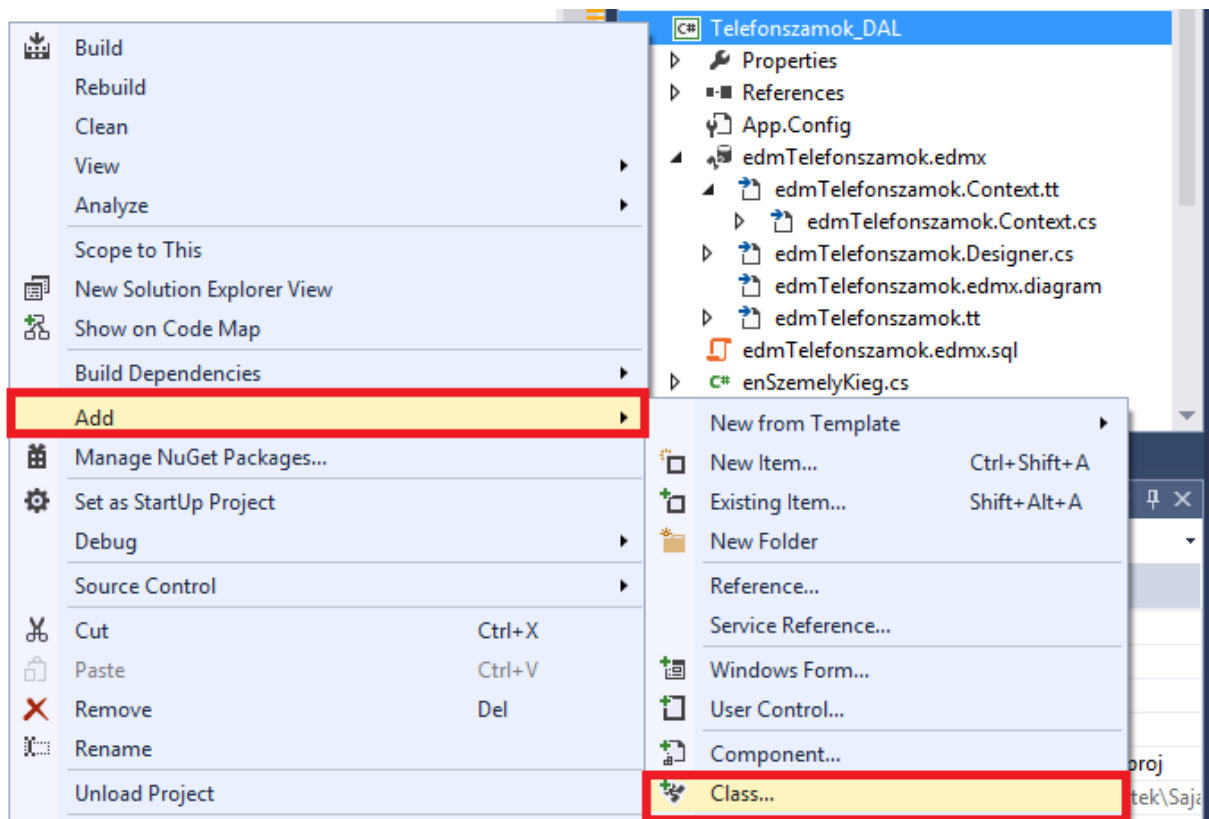 Build
Rebuild
Clean
View
Analyze
Scope to This
New Solution Explorer View
Show on Code Map
Build Dependencies
Add
Manage NuGet Packages...
Set as StartUp Project
Debug
Source Control
Cut Ctrl+X
Paste Ctrl+V
Remove Del
Rename
Unload Project
C# Telefonszamok_DAL
Properties
References
App.Config
edmTelefonszamok.edmx
edmTelefonszamok.Context.tt
edmTelefonszamok.Context.cs
edmTelefonszamok.Designer.cs
edmTelefonszamok.edmx.diagram
edmTelefonszamok.tt
edmTelefonszamok.edmx.sql
C# enSzemelyKieg.cs
New from Template
New Item... Ctrl+Shift+A
Existing Item... Shift+Alt+A
New Folder
Reference...
Service Reference...
Windows Form...
User Control...
Component...
Class...
proj
tek\Saja